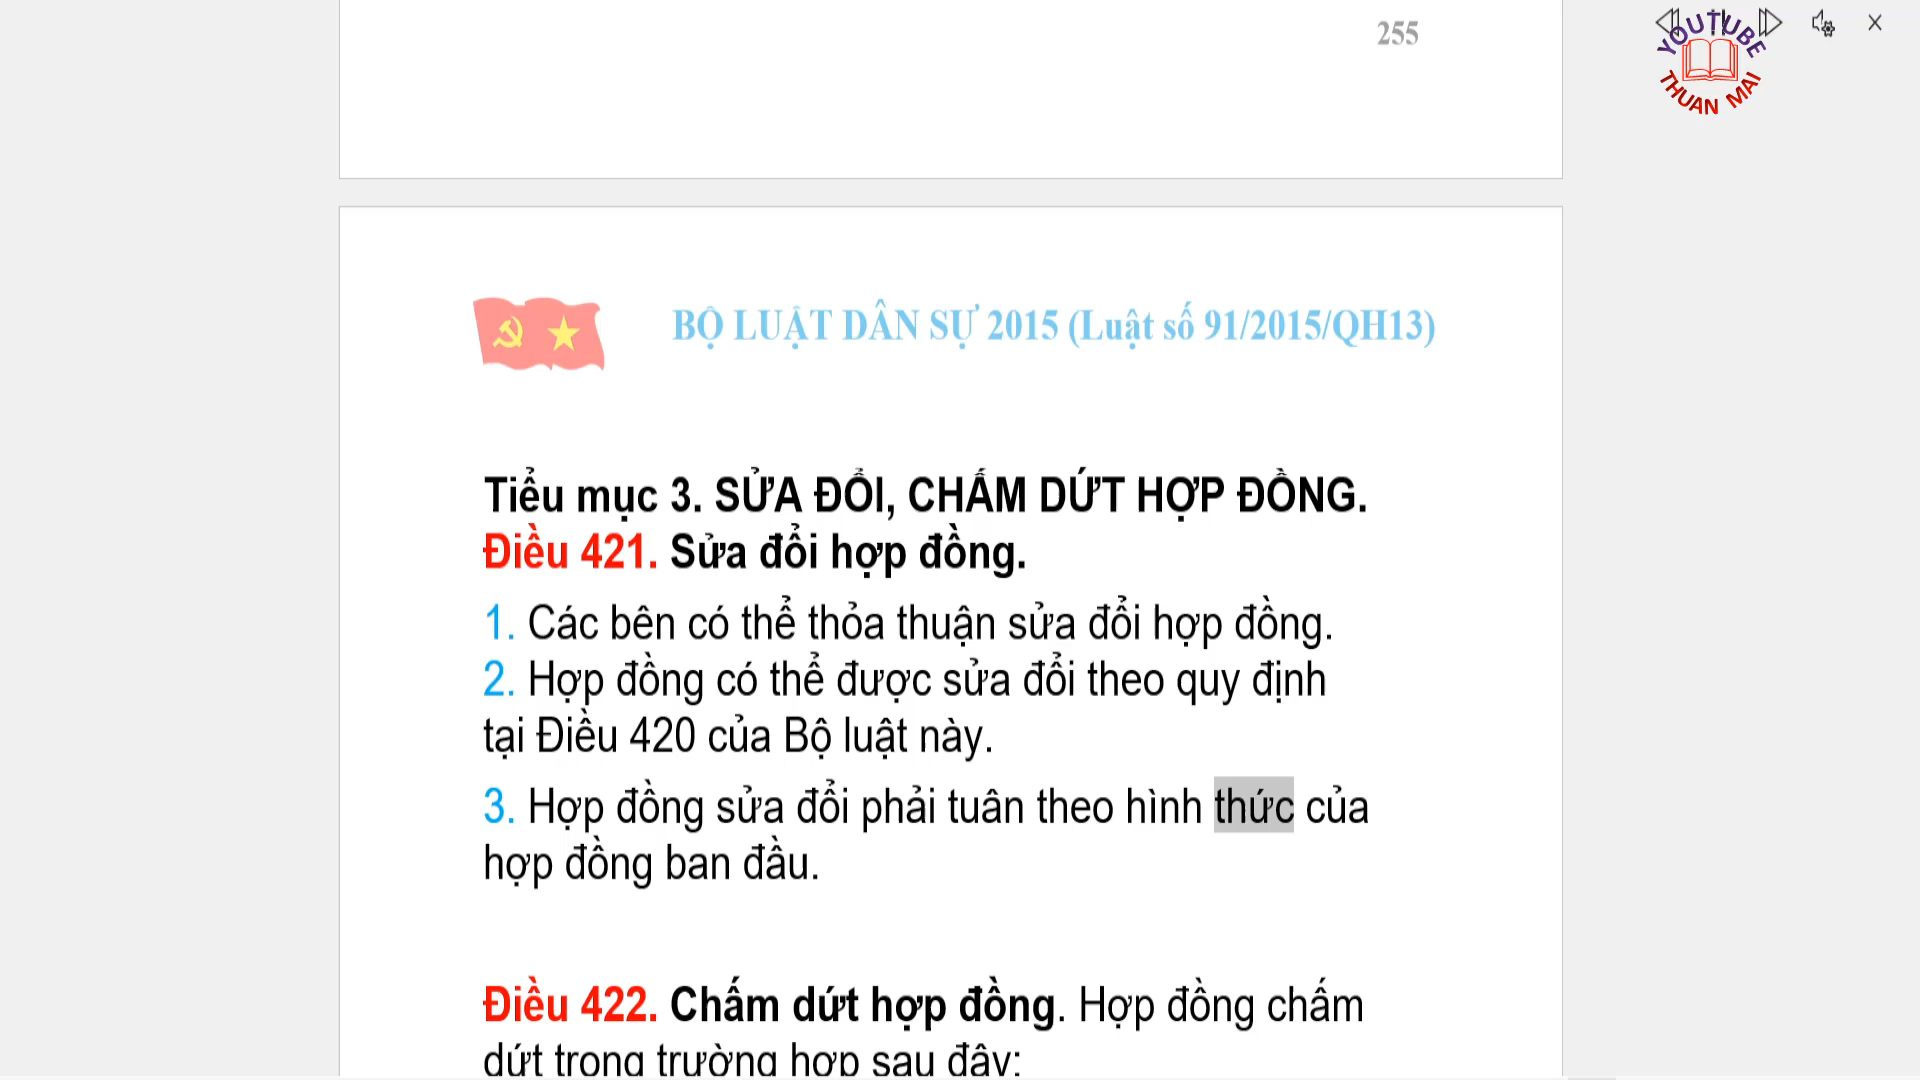 255
YOUTUBE
THUAN MAI
BỘ LUẬT DÂN SỰ 2015 (Luật số 91/2015/QH13)
Tiểu mục 3. SỬA ĐỔI, CHẤM DỨT HỢP ĐỒNG.
Điều 421. Sửa đổi hợp đồng.
1. Các bên có thể thỏa thuận sửa đổi hợp đồng.
2. Hợp đồng có thể được sửa đổi theo quy định
tại Điều 420 của Bộ luật này.
3. Hợp đồng sửa đổi phải tuân theo hình thức của
hợp đồng ban đầu.
Điều 422. Chấm dứt hợp đồng. Hợp đồng chấm
dứt trong trường hợp sau đây: